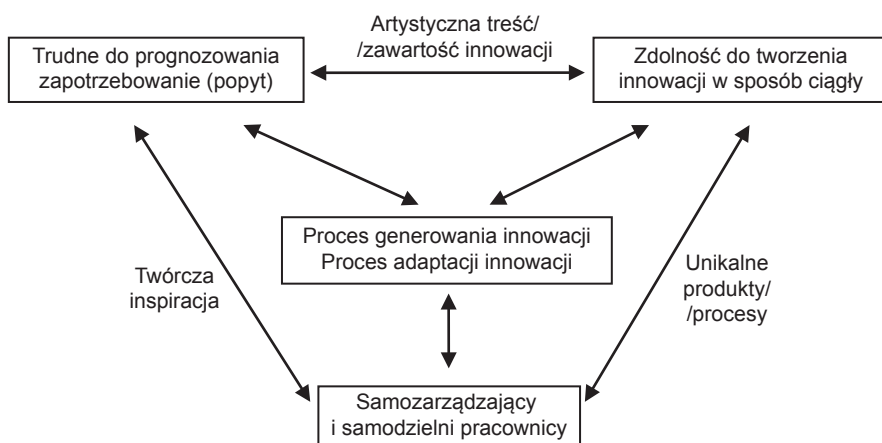 Artystyczna treść/
/zawartość innowacji
Trudne do prognozowania
zapotrzebowanie (popyt)
Zdolność do tworzenia
innowacji w sposób ciągły
Proces generowania innowacji
Proces adaptacji innowacji
Twórcza
inspiracja
Unikalne
produkty/
/procesy
Samozarządzający
i samodzielni pracownicy